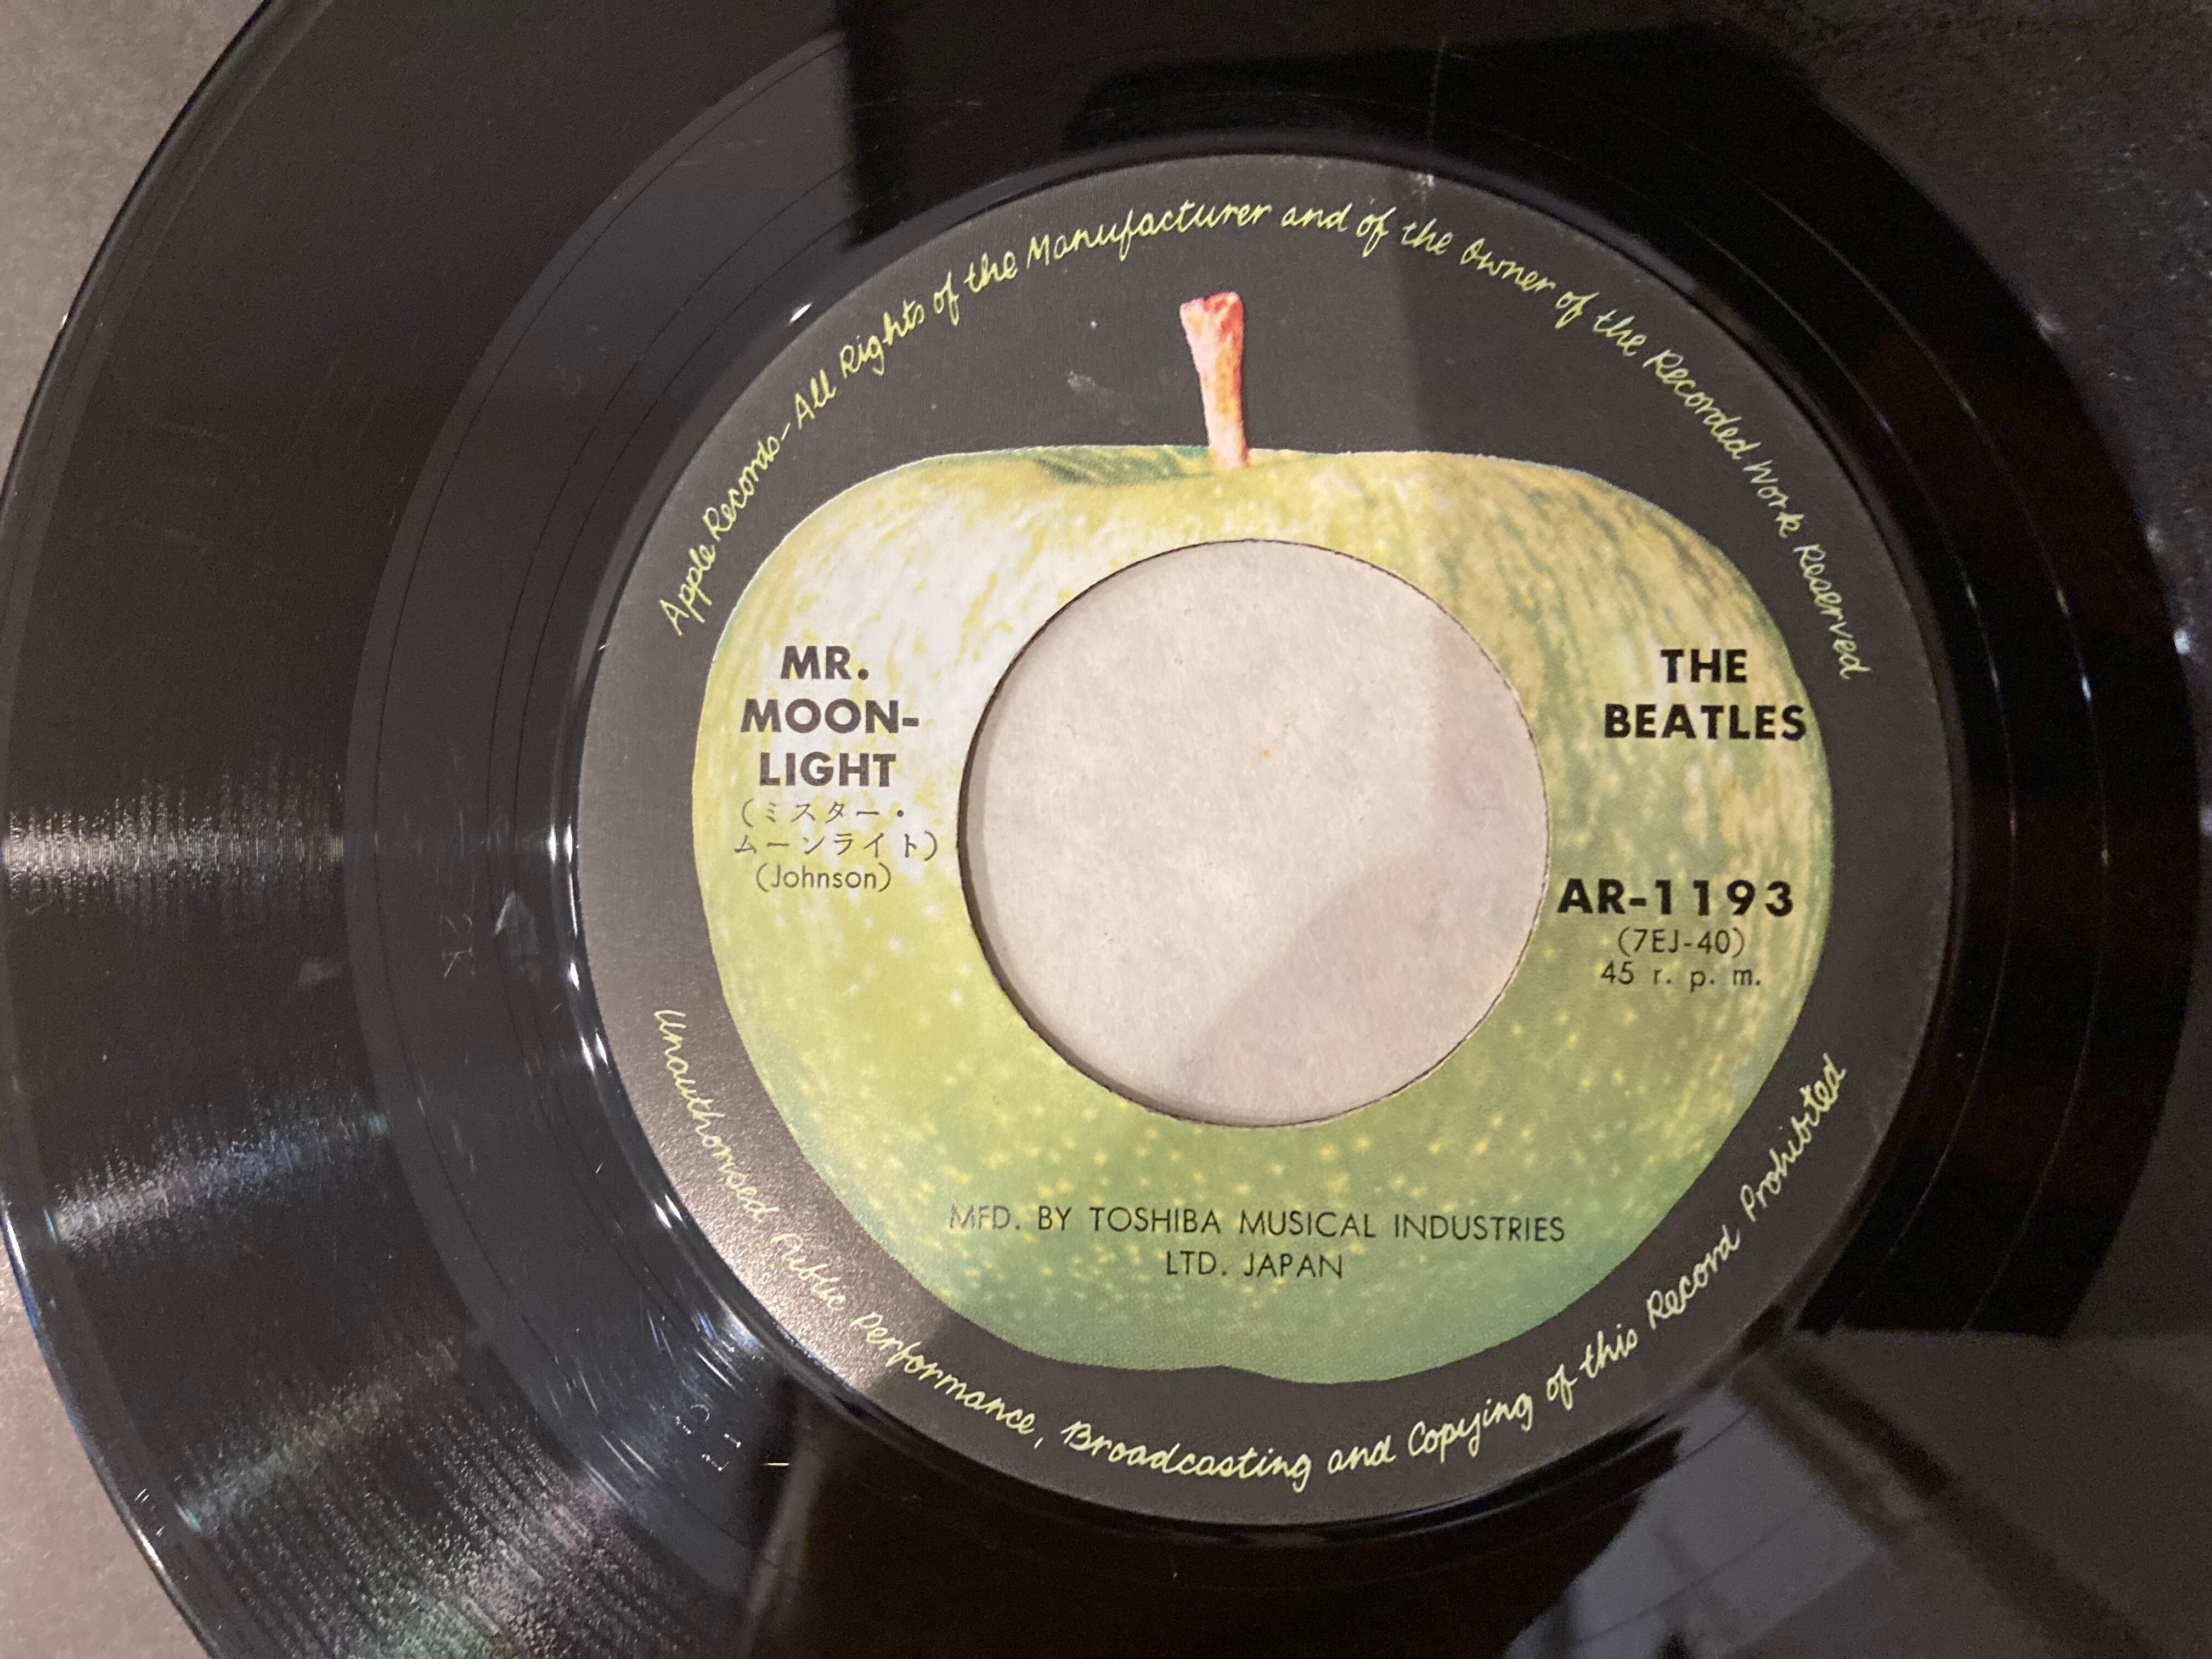 Apple Records-All Rights of the Manufacturer and of the Owner of the Recorded Work Reserved
MR.
MOON-
LIGHT
(ミスター・
ムーンライト)
(Johnson)
THE
BEATLES
AR-1193
(7EJ-40)
45 r. p. m.
MFD. BY TOSHIBA MUSICAL INDUSTRIES
LTD. JAPAN
Unauthorised Public Performance, Broadcasting and Copying of this Record Prohibited